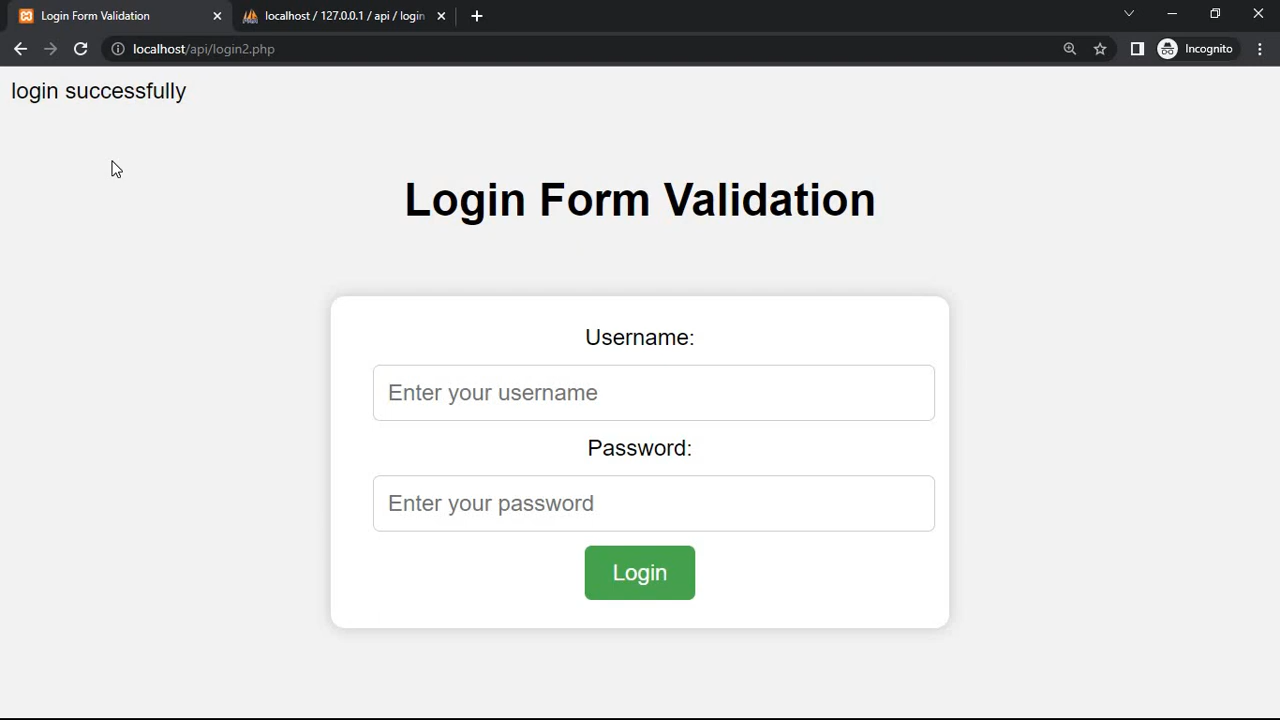 Login Form Validation
localhost / 127.0.0.1 / api / login
localhost/api/login2.php
Incognito
login successfully
Login Form Validation
Username:
Enter your username
Password:
Enter your password
Login